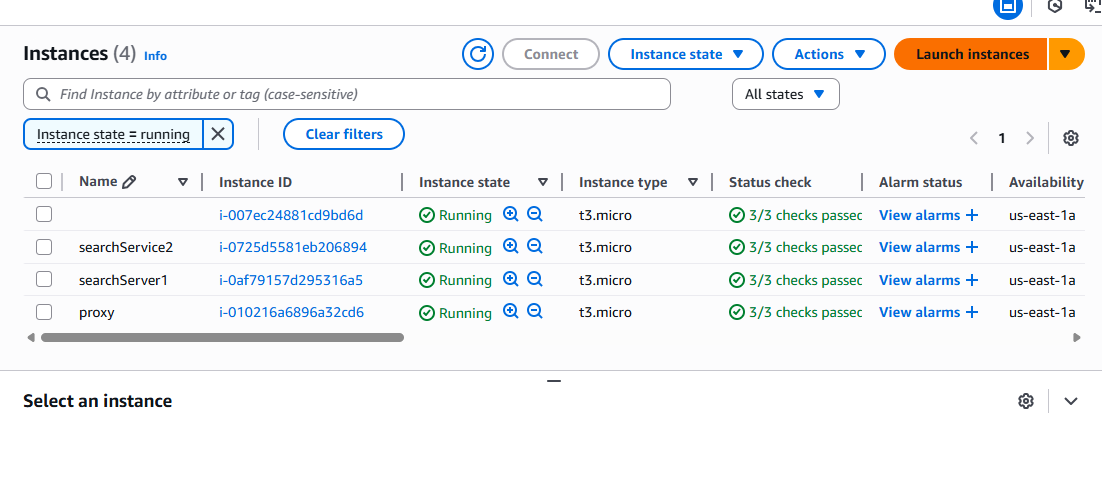 Instances (4) Info Connect Instance state Actions Launch instances
Find Instance by attribute or tag (case-sensitive) All states
Instance state = running Clear filters 1
Name Instance ID Instance state Instance type Status check Alarm status Availability
i-007ec24881cd9bd6d Running t3.micro 3/3 checks passec View alarms us-east-1a
searchService2 i-0725d5581eb206894 Running t3.micro 3/3 checks passec View alarms us-east-1a
searchServer1 i-0af79157d295316a5 Running t3.micro 3/3 checks passec View alarms us-east-1a
proxy i-010216a6896a32cd6 Running t3.micro 3/3 checks passec View alarms us-east-1a
Select an instance